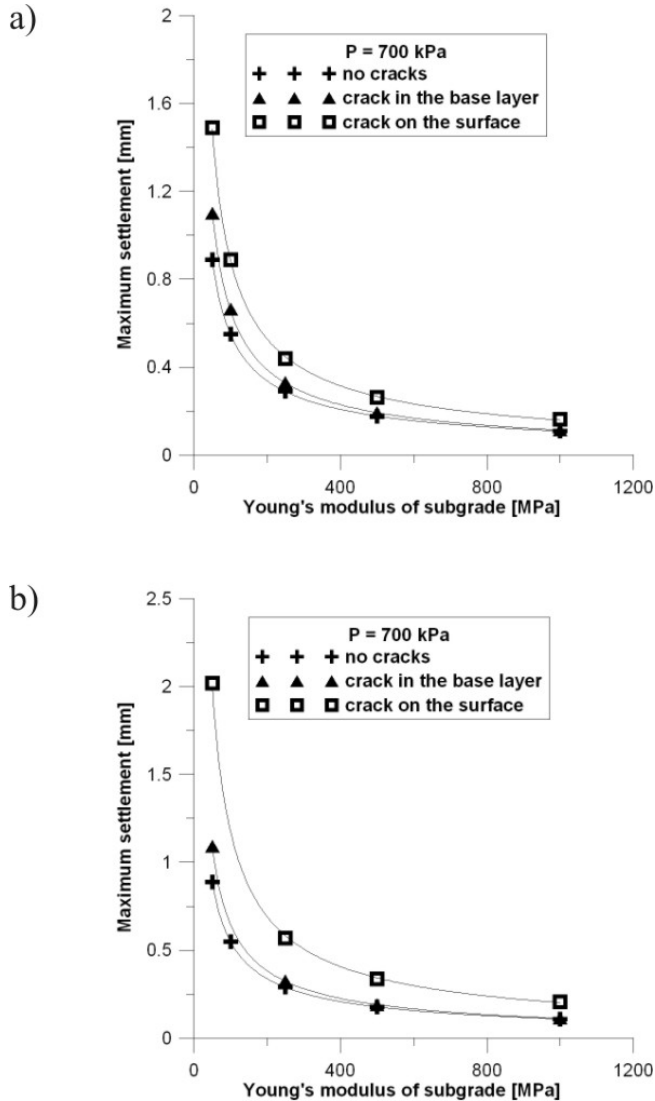 a)
2
1.6
1.2
0.8
0.4
0
Maximum settlement [mm]
P = 700 kPa
no cracks
crack in the base layer
crack on the surface
0 400 800 1200
Young's modulus of subgrade [MPa]
b)
2.5
2
1.5
1
0.5
0
Maximum settlement [mm]
P = 700 kPa
no cracks
crack in the base layer
crack on the surface
0 400 800 1200
Young's modulus of subgrade [MPa]